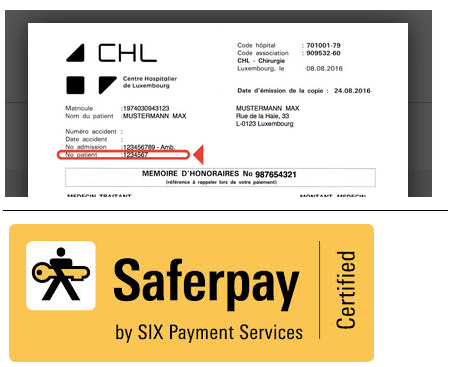 CHL
Centre Hospitalier
de Luxembourg
Code hôpital : 701001-79
Code association : 909532-60
CHL - Chirurgie
Luxembourg, le 08.08.2016
Date d'émission de la copie : 24.08.2016
Matricule :1974030943123
Nom du patient :MUSTERMANN MAX
MUSTERMANN MAX
Rue de la Haie, 33
L-0123 Luxembourg
Numéro accident :
Date accident :
No admission :123456789 - Amb.
No patient :1234567
MEMOIRE D'HONORAIRES No 987654321
(référence à rappeler lors de votre paiement)
MEDECIN TRAITANT MONTANT MEDECIN
Saferpay
by SIX Payment Services
Certified